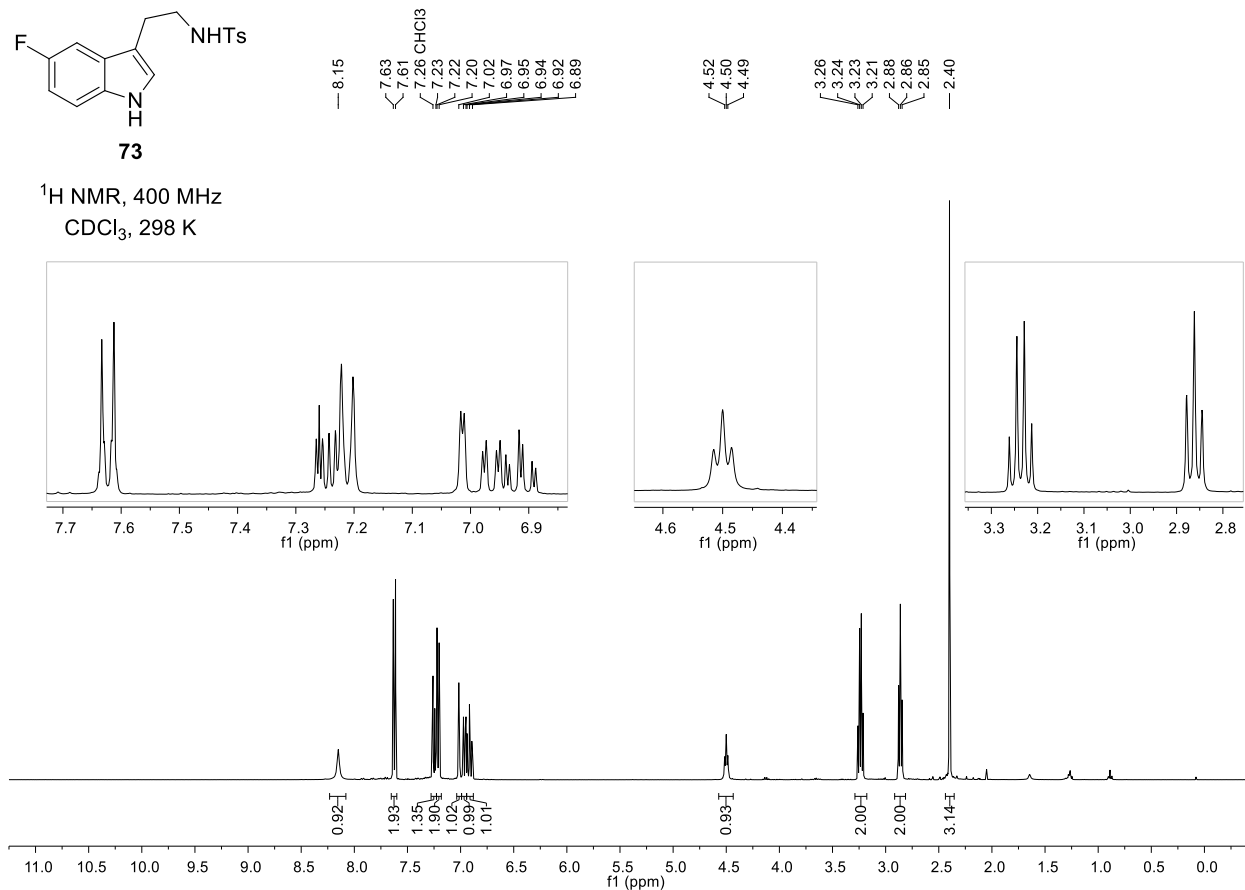 F
NHTs
N
H
73
¹H NMR, 400 MHz
CDCl₃, 298 K
8.15
7.63
7.61
7.26 CHCl3
7.23
7.22
7.20
7.02
6.97
6.95
6.94
6.92
6.89
4.52
4.50
4.49
3.26
3.24
3.23
3.21
2.88
2.86
2.85
2.40
7.7 7.6 7.5 7.4 7.3 7.2 7.1 7.0 6.9
f1 (ppm)
4.6 4.5 4.4
f1 (ppm)
3.3 3.2 3.1 3.0 2.9 2.8
f1 (ppm)
0.92
1.93
1.35
1.90
1.02
0.99
1.01
0.93
2.00
2.00
3.14
11.0 10.5 10.0 9.5 9.0 8.5 8.0 7.5 7.0 6.5 6.0 5.5 5.0 4.5 4.0 3.5 3.0 2.5 2.0 1.5 1.0 0.5 0.0
f1 (ppm)